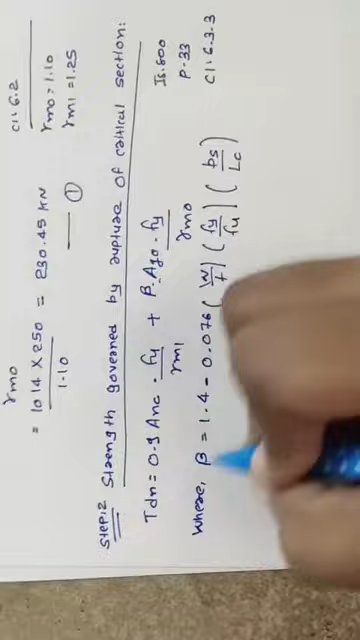 γm0 Cl:6.2
= 1014 X 250 / 1.10 = 230.45 KN —— ① γm0 = 1.10
γm1 = 1.25
Step:2 Strength governed by rupture of critical section:
Tdn = 0.9 Anc . fy / γm1 + β.Ago.fy / γm0 Is.800
P-33
Where, β = 1.4 - 0.076 (W/t) (fy/fu) (bs/Lc) Cl:6.3.3